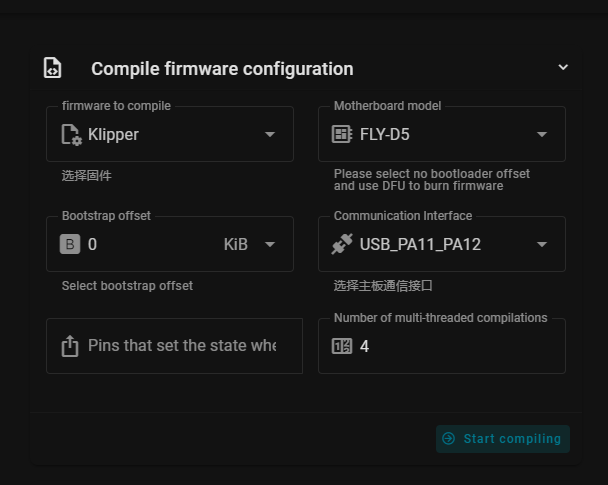 Compile firmware configuration
firmware to compile
Klipper
选择固件
Motherboard model
FLY-D5
Please select no bootloader offset
and use DFU to burn firmware
Bootstrap offset
B
0 KiB
Select bootstrap offset
Communication Interface
USB_PA11_PA12
选择主板通信接口
Pins that set the state whe
Number of multi-threaded compilations
4
Start compiling